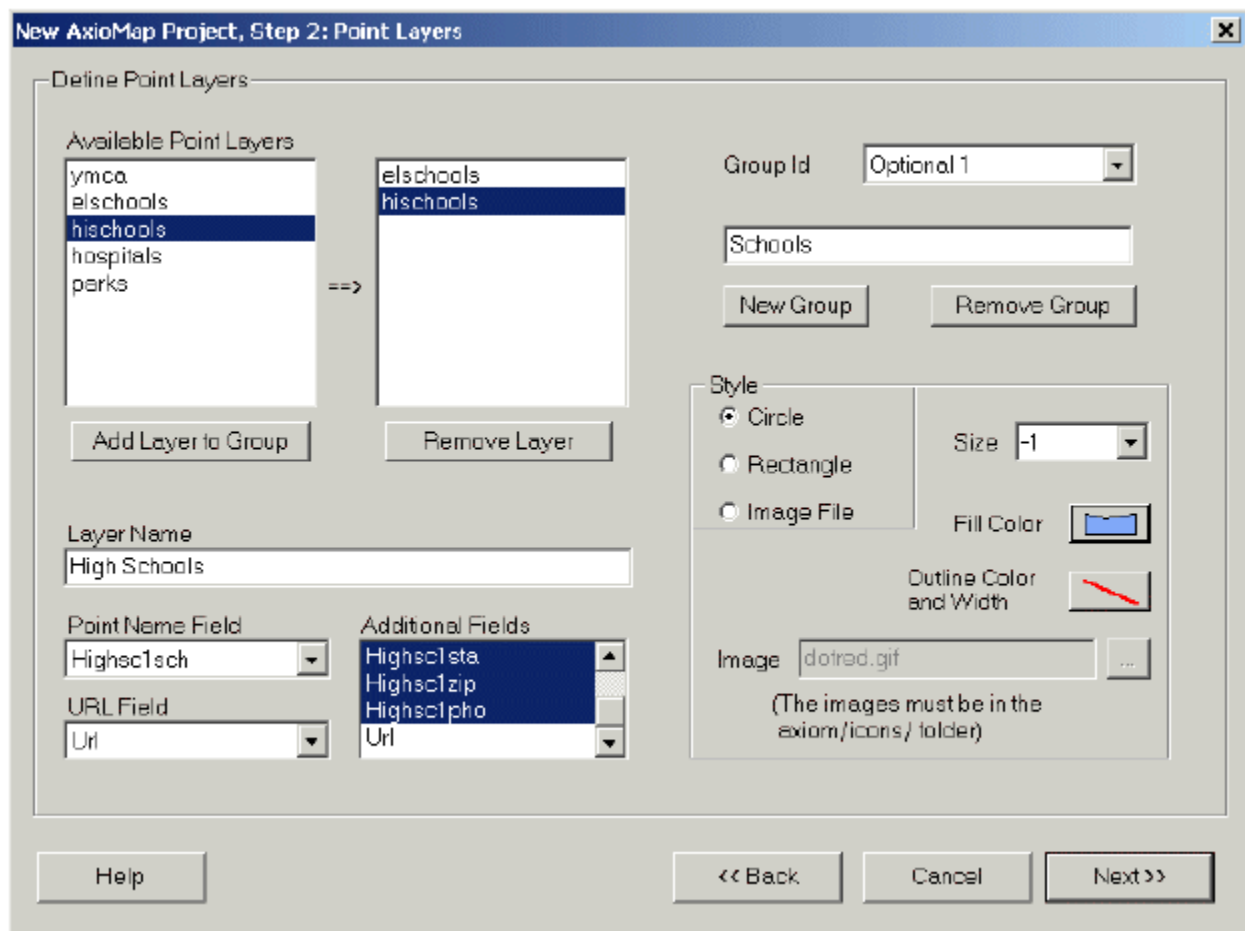 New AxioMap Project, Step 2: Point Layers
Define Point Layers
Available Point Layers
ymca
elschools
hischools
hospitals
parks
==>
elschools
hischools
Add Layer to Group
Remove Layer
Group Id
Optional 1
Schools
New Group
Remove Group
Style
Circle
Rectangle
Image File
Size
-1
Fill Color
Outline Color
and Width
Image
dotred.gif
...
(The images must be in the
axiom/icons/ folder)
Layer Name
High Schools
Point Name Field
Highsc1sch
URL Field
Url
Additional Fields
Highsc1sta
Highsc1zip
Highsc1pho
Url
Help
<< Back
Cancel
Next >>